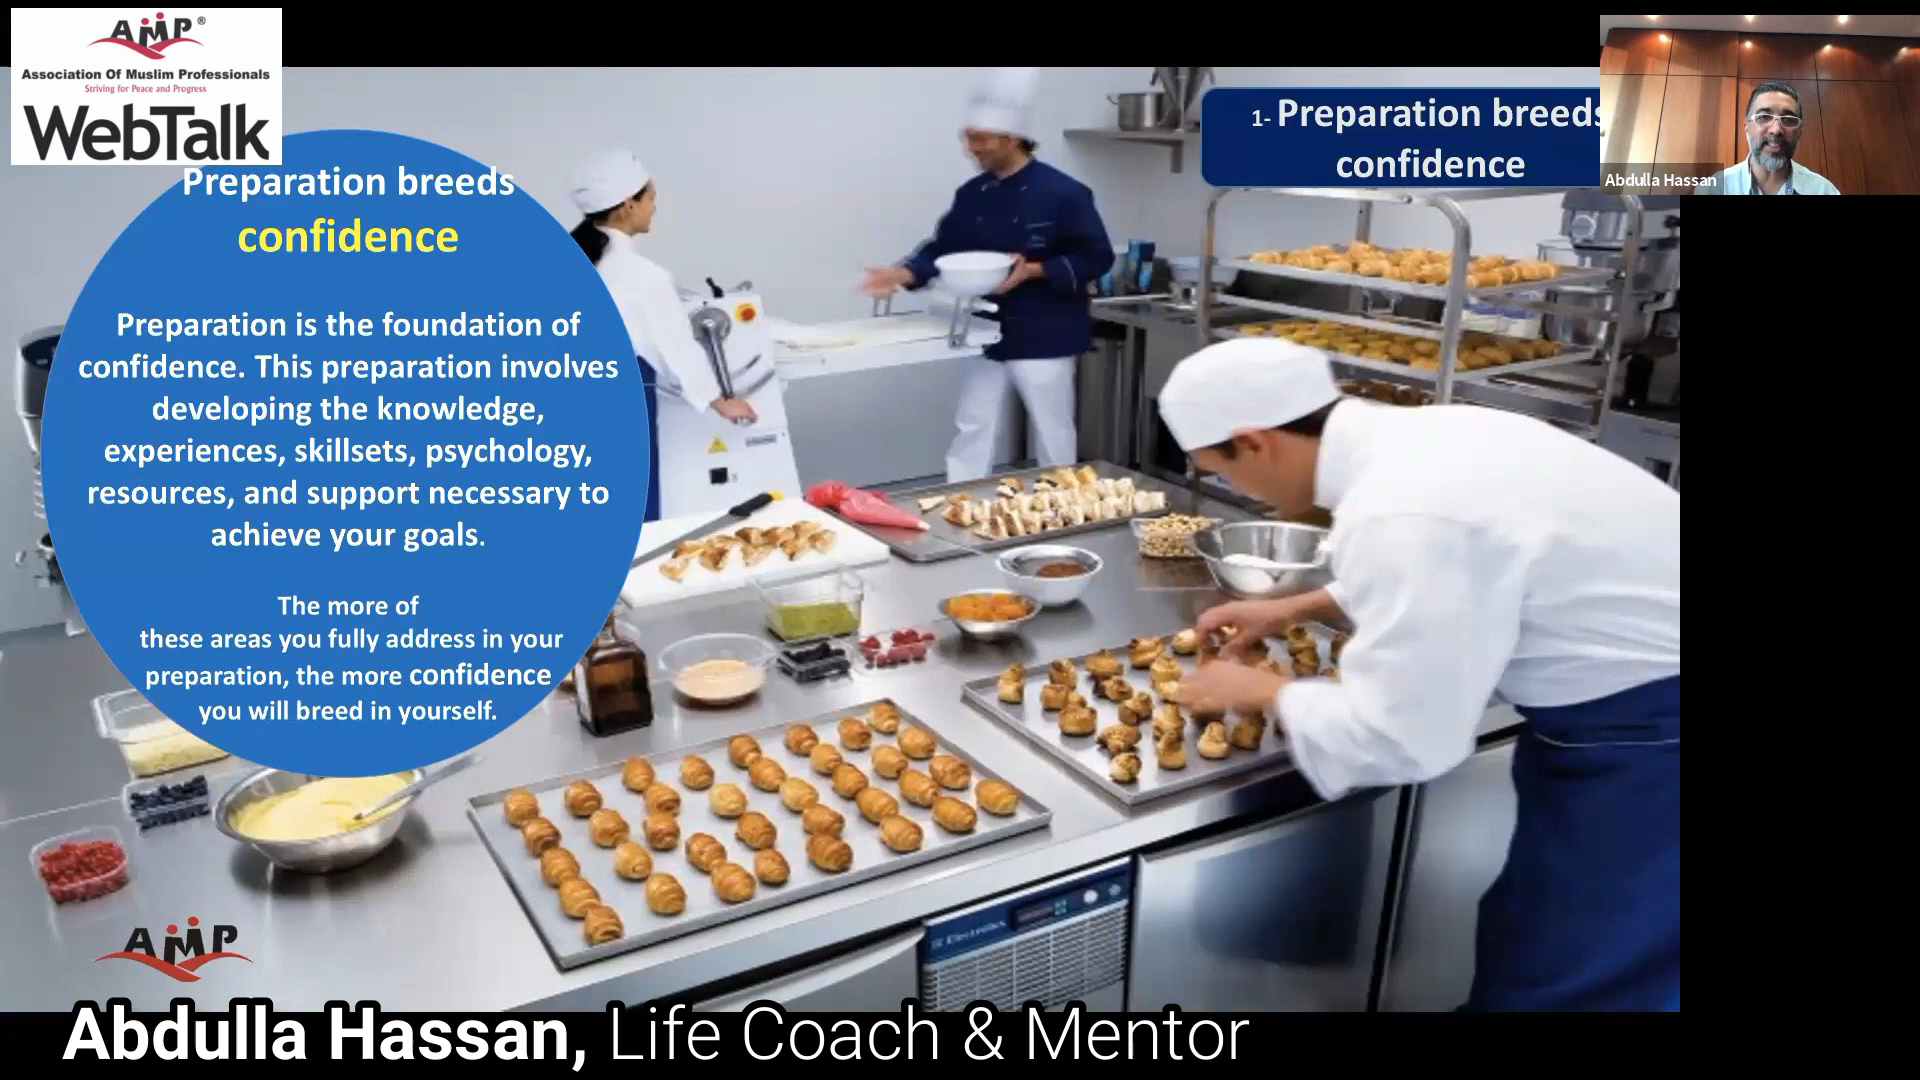 AMP®
Association Of Muslim Professionals
Striving for Peace and Progress
WebTalk
Preparation breeds
confidence
Preparation is the foundation of
confidence. This preparation involves
developing the knowledge,
experiences, skillsets, psychology,
resources, and support necessary to
achieve your goals.
The more of
these areas you fully address in your
preparation, the more confidence
you will breed in yourself.
1- Preparation breeds
confidence
Abdulla Hassan
Electrolux
AMP
Abdulla Hassan, Life Coach & Mentor